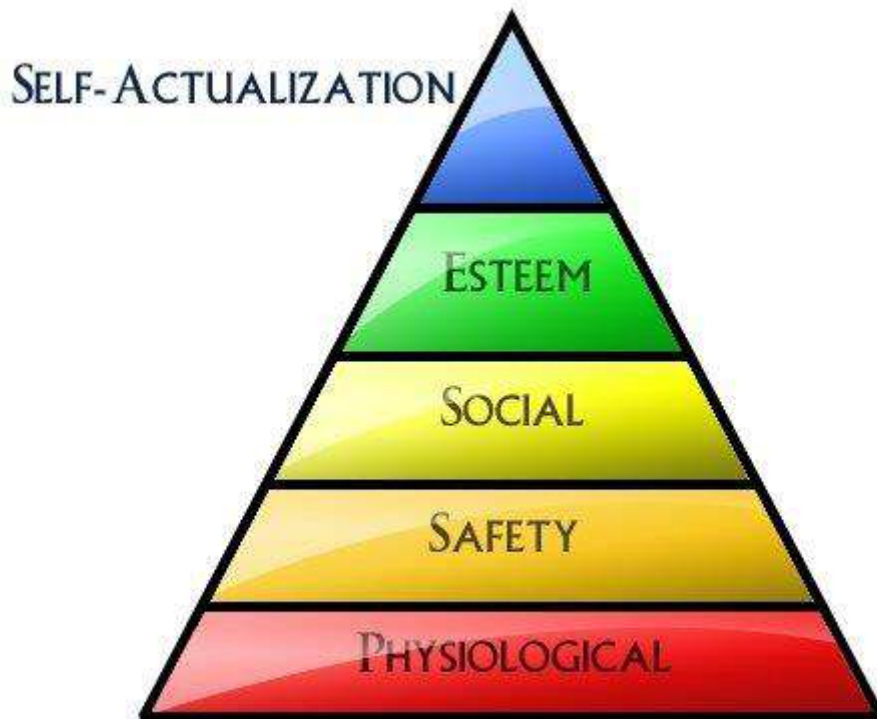 SELF-ACTUALIZATION
ESTEEM
SOCIAL
SAFETY
PHYSIOLOGICAL